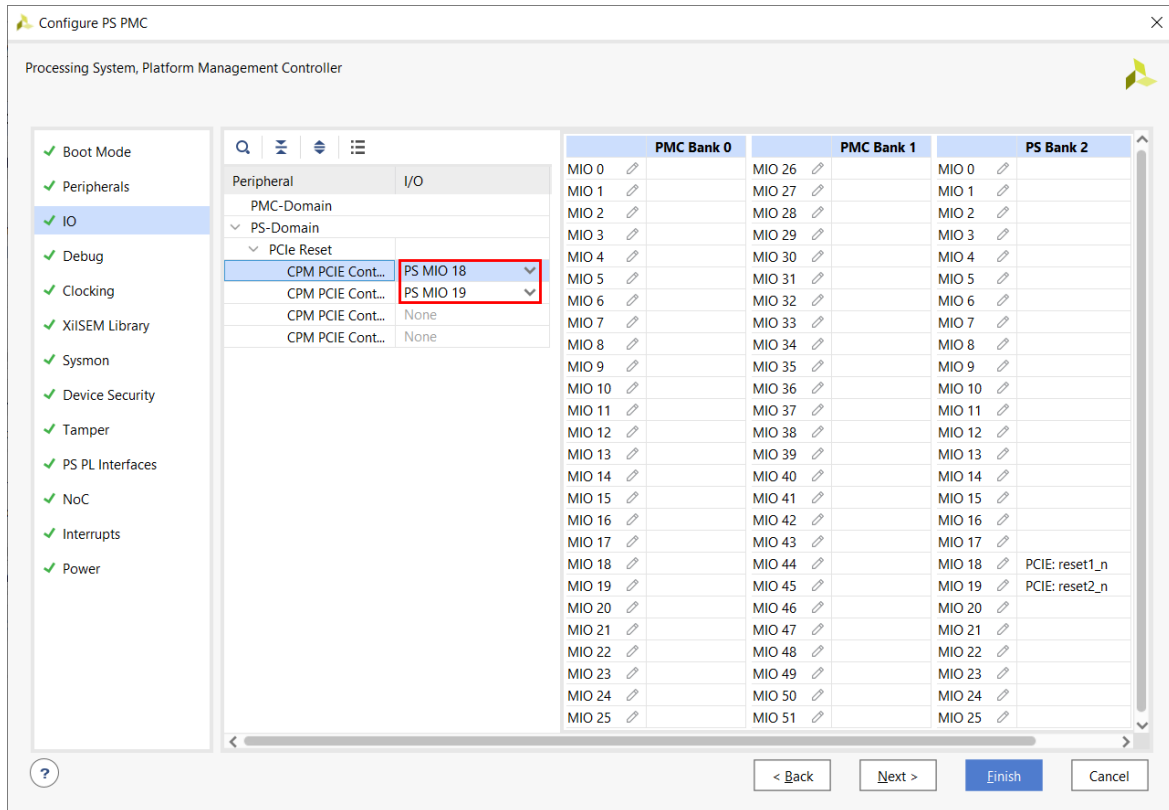 Configure PS PMC
Processing System, Platform Management Controller
Boot Mode
Peripherals
IO
Debug
Clocking
XilSEM Library
Sysmon
Device Security
Tamper
PS PL Interfaces
NoC
Interrupts
Power
Peripheral I/O
PMC-Domain
PS-Domain
PCIe Reset
CPM PCIE Cont... PS MIO 18
CPM PCIE Cont... PS MIO 19
CPM PCIE Cont... None
CPM PCIE Cont... None
PMC Bank 0 PMC Bank 1 PS Bank 2
MIO 0 MIO 26 MIO 0
MIO 1 MIO 27 MIO 1
MIO 2 MIO 28 MIO 2
MIO 3 MIO 29 MIO 3
MIO 4 MIO 30 MIO 4
MIO 5 MIO 31 MIO 5
MIO 6 MIO 32 MIO 6
MIO 7 MIO 33 MIO 7
MIO 8 MIO 34 MIO 8
MIO 9 MIO 35 MIO 9
MIO 10 MIO 36 MIO 10
MIO 11 MIO 37 MIO 11
MIO 12 MIO 38 MIO 12
MIO 13 MIO 39 MIO 13
MIO 14 MIO 40 MIO 14
MIO 15 MIO 41 MIO 15
MIO 16 MIO 42 MIO 16
MIO 17 MIO 43 MIO 17
MIO 18 MIO 44 MIO 18 PCIE: reset1_n
MIO 19 MIO 45 MIO 19 PCIE: reset2_n
MIO 20 MIO 46 MIO 20
MIO 21 MIO 47 MIO 21
MIO 22 MIO 48 MIO 22
MIO 23 MIO 49 MIO 23
MIO 24 MIO 50 MIO 24
MIO 25 MIO 51 MIO 25
? < Back Next > Finish Cancel